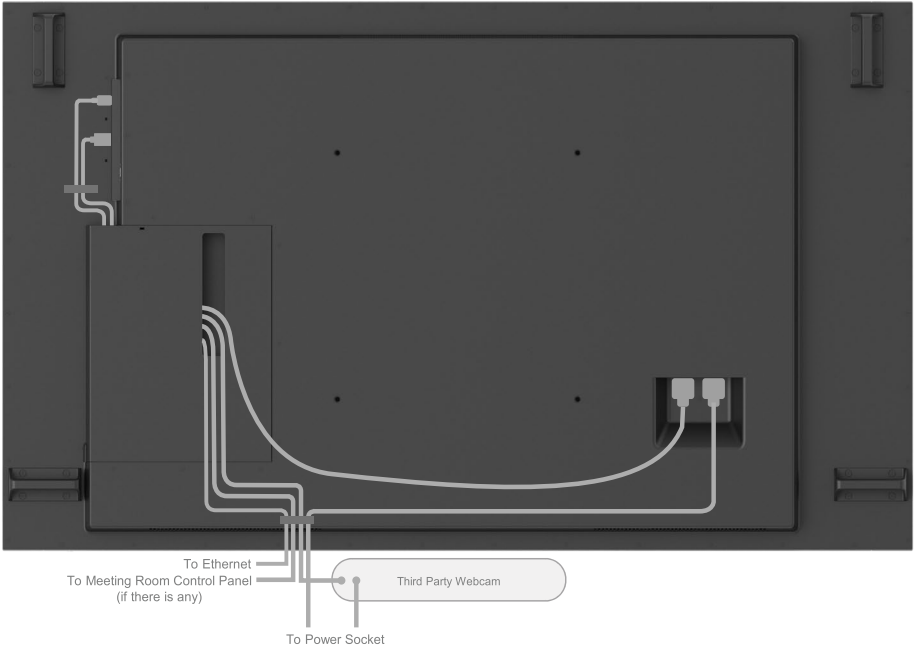 To Ethernet
To Meeting Room Control Panel
(if there is any)
Third Party Webcam
To Power Socket